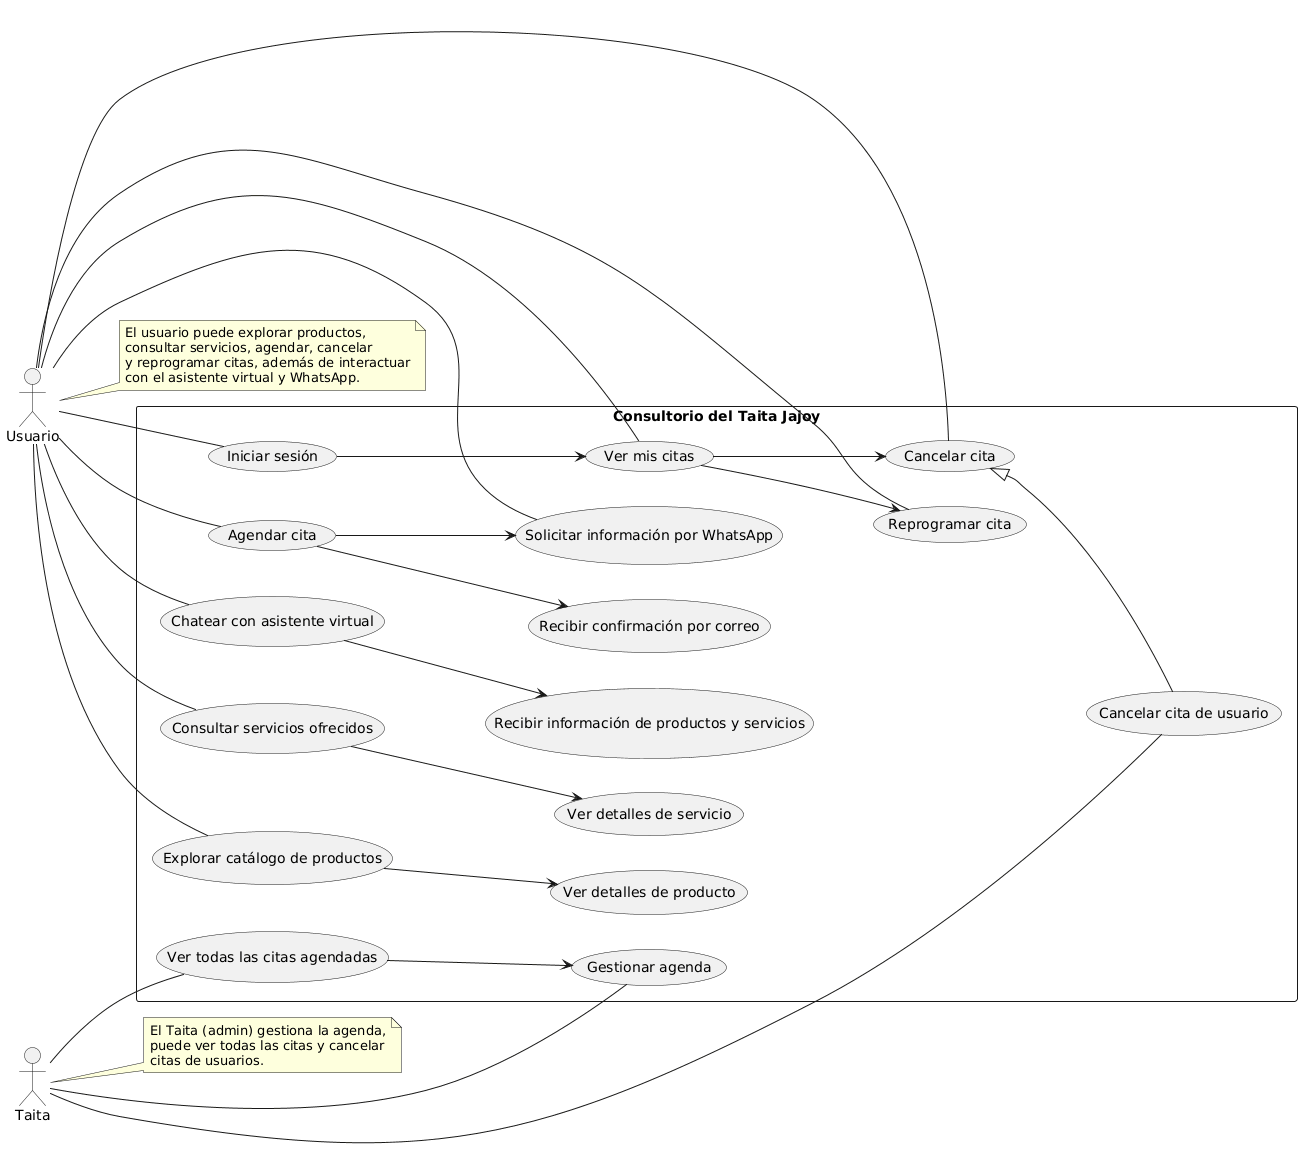 El usuario puede explorar productos,
consultar servicios, agendar, cancelar
y reprogramar citas, además de interactuar
con el asistente virtual y WhatsApp.
Usuario
Consultorio del Taita Jajoy
Iniciar sesión
Ver mis citas
Cancelar cita
Agendar cita
Solicitar información por WhatsApp
Reprogramar cita
Chatear con asistente virtual
Recibir confirmación por correo
Consultar servicios ofrecidos
Recibir información de productos y servicios
Cancelar cita de usuario
Ver detalles de servicio
Explorar catálogo de productos
Ver detalles de producto
Ver todas las citas agendadas
Gestionar agenda
El Taita (admin) gestiona la agenda,
puede ver todas las citas y cancelar
citas de usuarios.
Taita